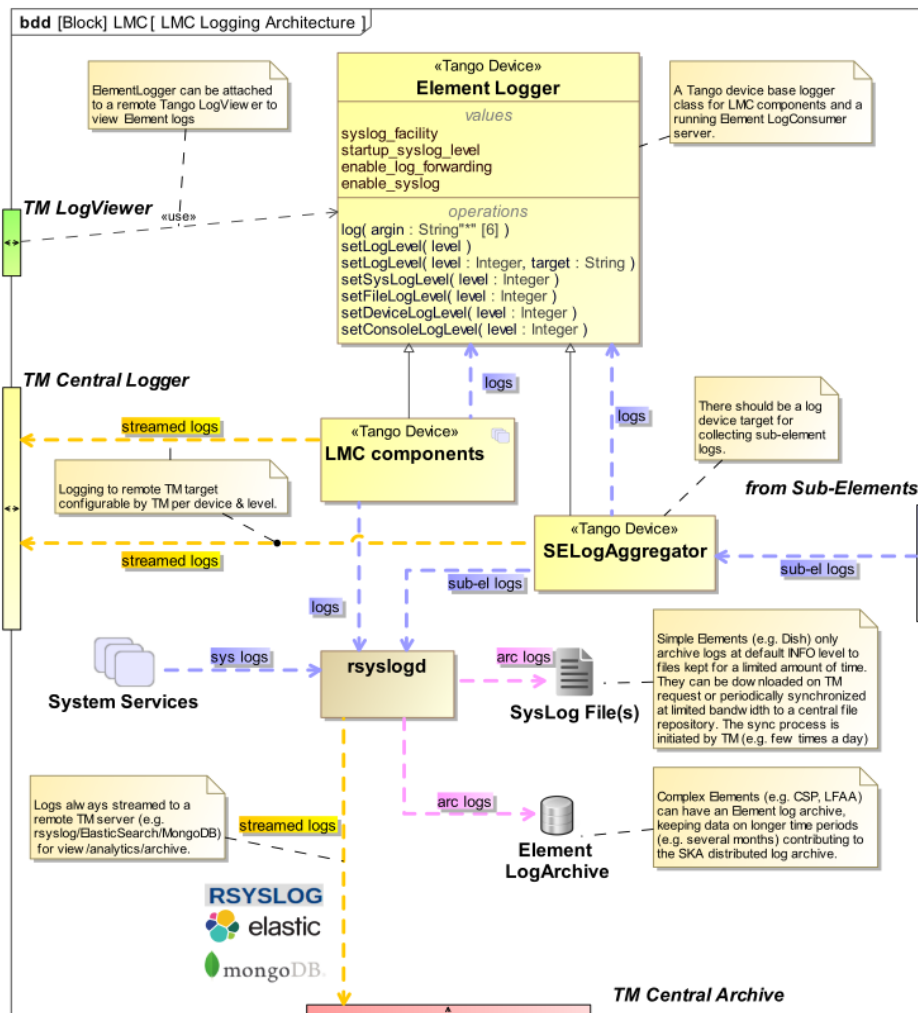 bdd [Block] LMC[ LMC Logging Architecture ]
ElementLogger can be attached
to a remote Tango LogViewer to
view Element logs
«Tango Device»
Element Logger
values
syslog_facility
startup_syslog_level
enable_log_forwarding
enable_syslog
operations
log( argin : String"*" [6] )
setLogLevel( level )
setLogLevel( level : Integer, target : String )
setSysLogLevel( level : Integer )
setFileLogLevel( level : Integer )
setDeviceLogLevel( level : Integer )
setConsoleLogLevel( level : Integer )
A Tango device base logger
class for LMC components and a
running Element LogConsumer
server.
TM LogViewer
«use»
logs
logs
TM Central Logger
streamed logs
«Tango Device»
LMC components
There should be a log
device target for
collecting sub-element
logs.
Logging to remote TM target
configurable by TM per device & level.
from Sub-Elements
streamed logs
«Tango Device»
SELogAggregator
sub-el logs
sub-el logs
logs
System Services
sys logs
rsyslogd
arc logs
SysLog File(s)
Simple Elements (e.g. Dish) only
archive logs at default INFO level to
files kept for a limited amount of time.
They can be downloaded on TM
request or periodically synchronized
at limited bandwidth to a central file
repository. The sync process is
initiated by TM (e.g. few times a day)
Logs always streamed to a
remote TM server (e.g.
rsyslog/ElasticSearch/MongoDB)
for view/analytics/archive.
streamed logs
arc logs
Element
LogArchive
Complex Elements (e.g. CSP, LFAA)
can have an Element log archive,
keeping data on longer time periods
(e.g. several months) contributing to
the SKA distributed log archive.
RSYSLOG
elastic
mongoDB.
TM Central Archive